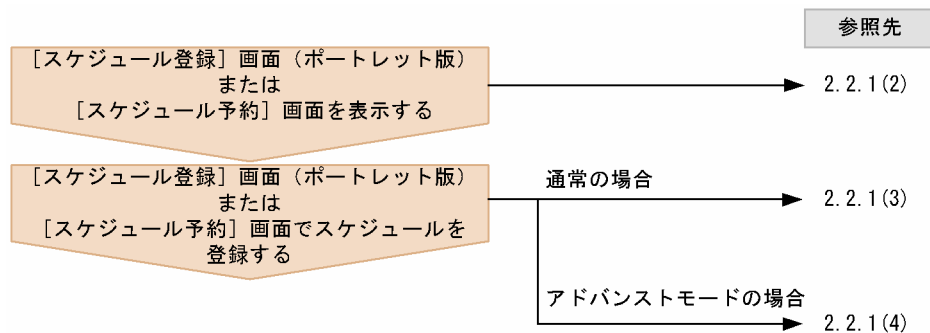 参照先
［スケジュール登録］画面（ポートレット版）
または
［スケジュール予約］画面を表示する
2.2.1(2)
［スケジュール登録］画面（ポートレット版）
または
［スケジュール予約］画面でスケジュールを
登録する
通常の場合
2.2.1(3)
アドバンストモードの場合
2.2.1(4)